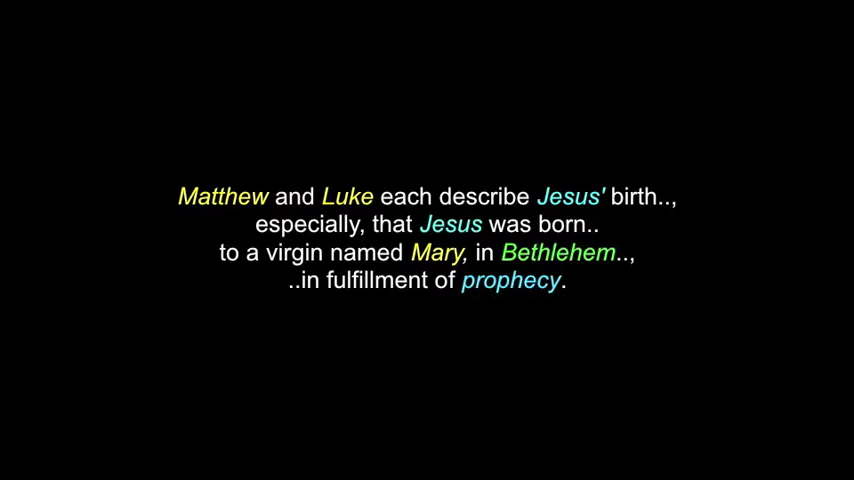 Matthew and Luke each describe Jesus' birth..,
especially, that Jesus was born..
to a virgin named Mary, in Bethlehem..,
..in fulfillment of prophecy.